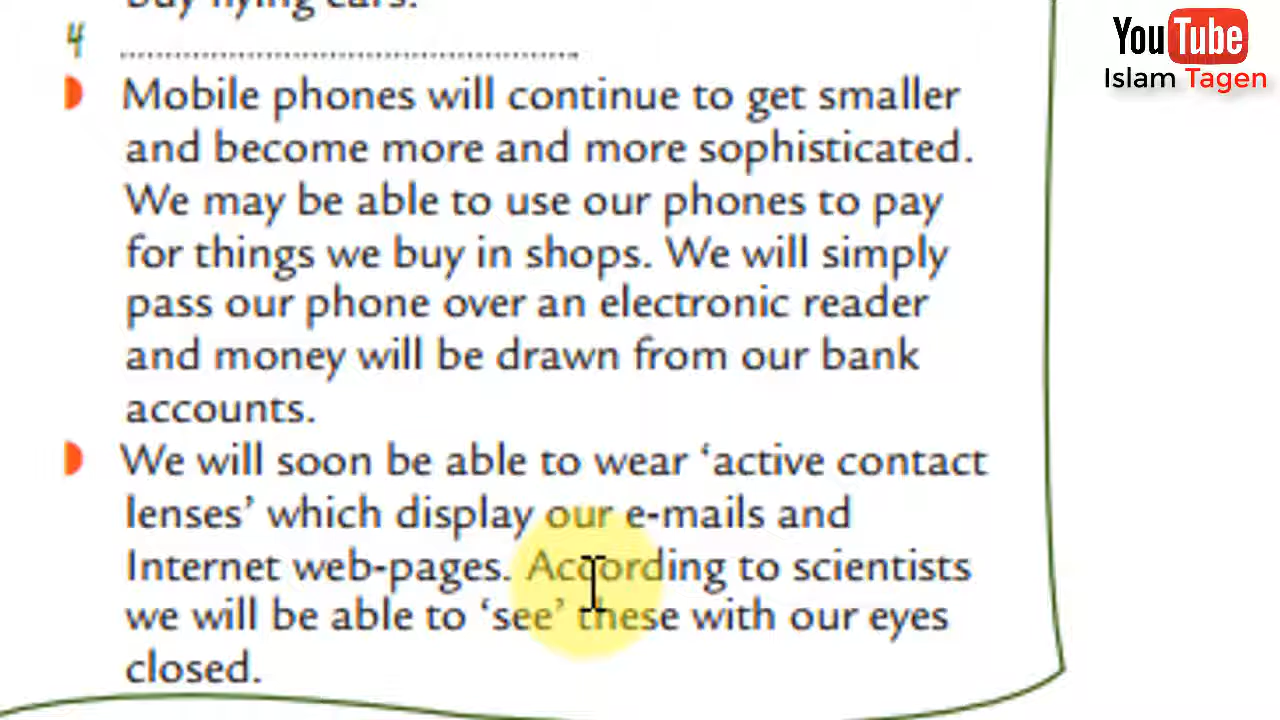 buy flying cars.
4 ..........................................................
Mobile phones will continue to get smaller
and become more and more sophisticated.
We may be able to use our phones to pay
for things we buy in shops. We will simply
pass our phone over an electronic reader
and money will be drawn from our bank
accounts.
We will soon be able to wear ‘active contact
lenses’ which display our e-mails and
Internet web-pages. According to scientists
we will be able to ‘see’ these with our eyes
closed.
YouTube
Islam Tagen